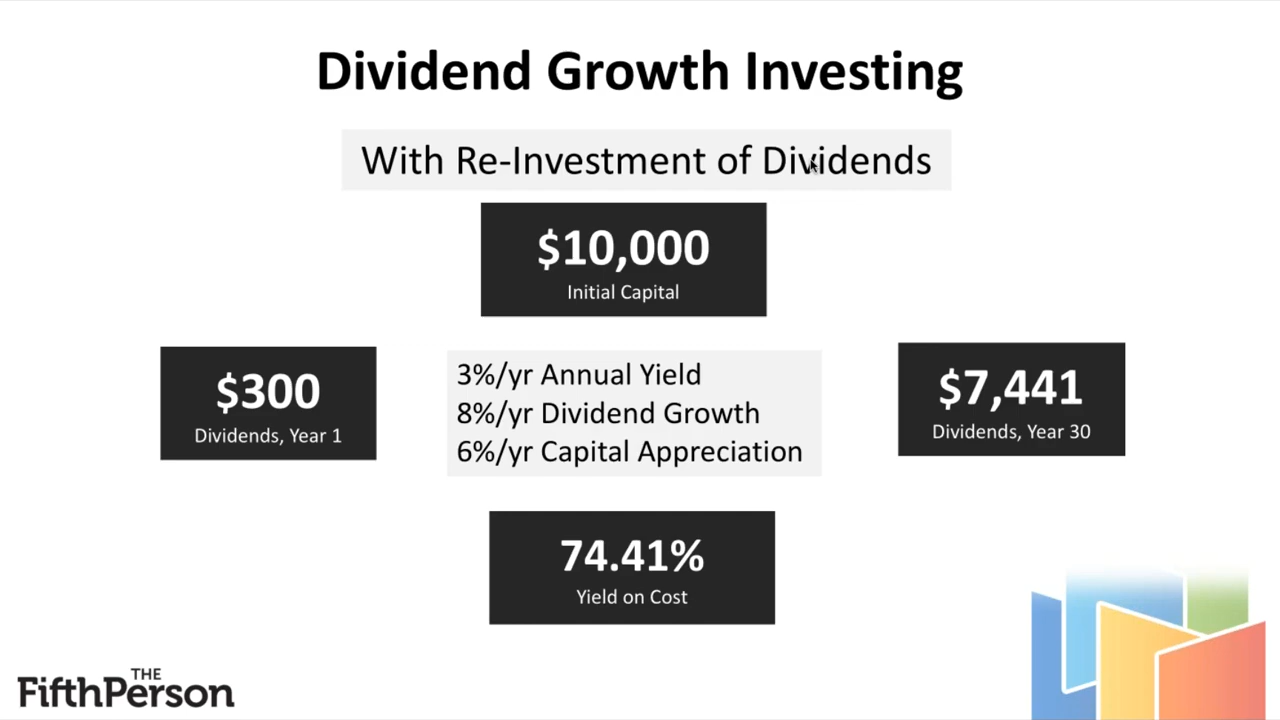 Dividend Growth Investing
With Re-Investment of Dividends
$10,000
Initial Capital
$300
Dividends, Year 1
3%/yr Annual Yield
8%/yr Dividend Growth
6%/yr Capital Appreciation
$7,441
Dividends, Year 30
74.41%
Yield on Cost
THE
FifthPerson